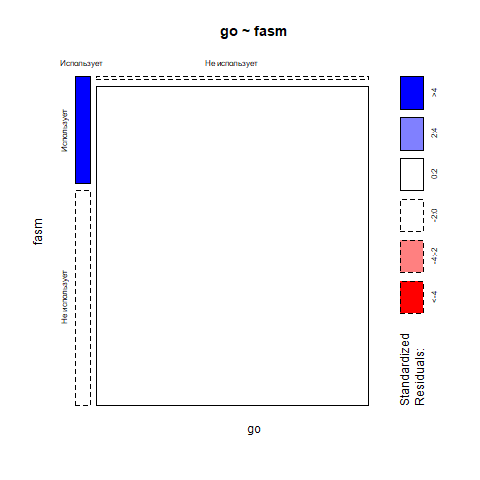 go ~ fasm
Использует
Не использует
Использует
Не использует
fasm
go
>4
2:4
0:2
-2:0
-4:-2
<-4
Standardized
Residuals: